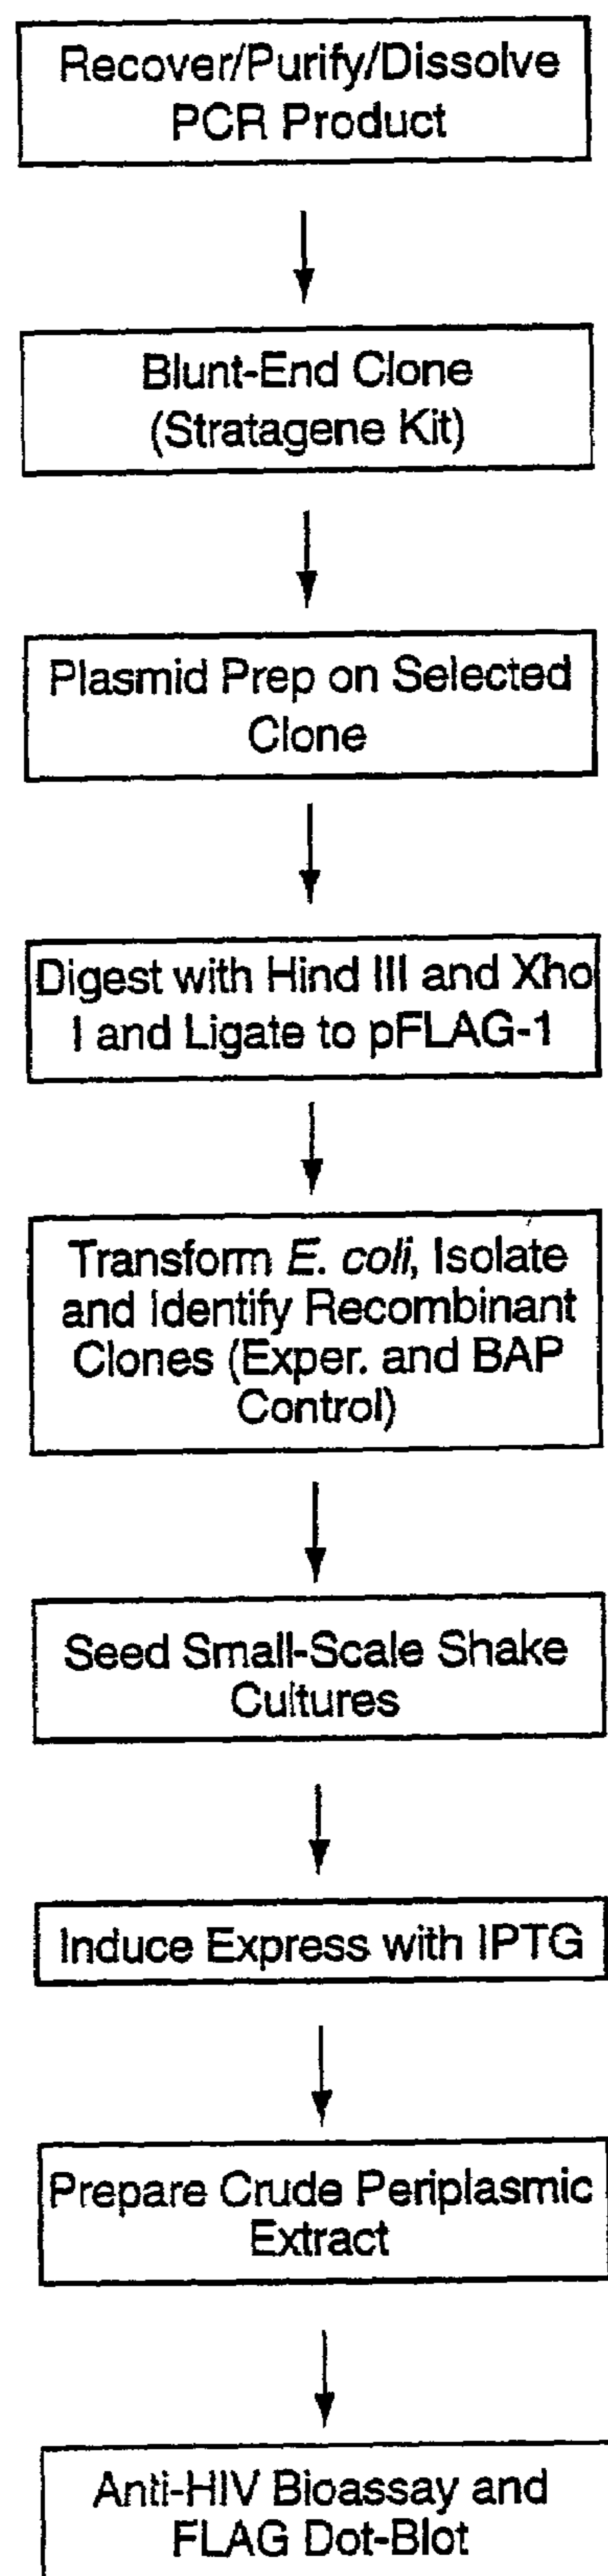 Recover/Purify/Dissolve
PCR Product
Blunt-End Clone
(Stratagene Kit)
Plasmid Prep on Selected
Clone
Digest with Hind III and Xho
I and Ligate to pFLAG-1
Transform E. coli, Isolate
and Identify Recombinant
Clones (Exper. and BAP
Control)
Seed Small-Scale Shake
Cultures
Induce Express with IPTG
Prepare Crude Periplasmic
Extract
Anti-HIV Bioassay and
FLAG Dot-Blot